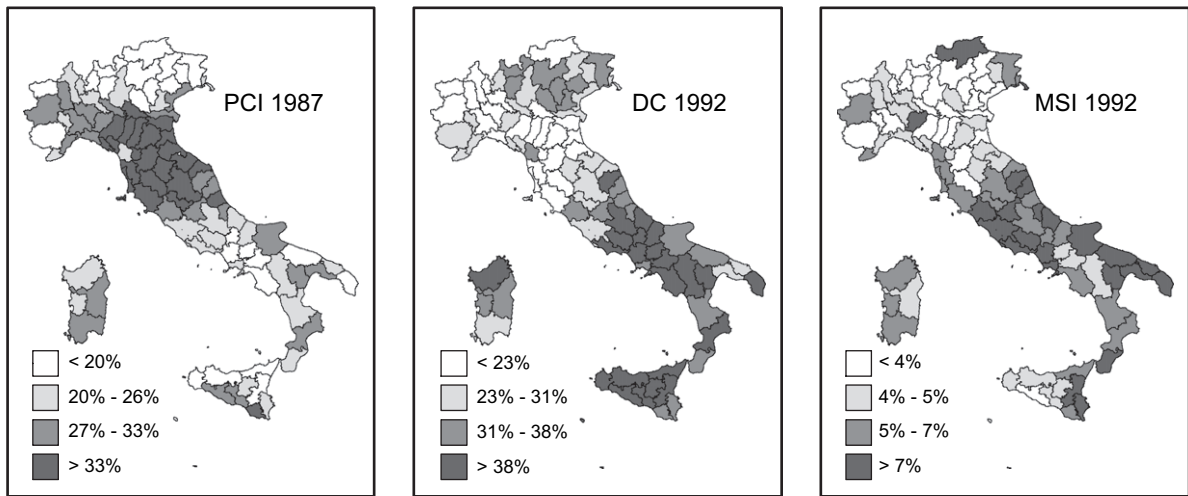 PCI 1987
< 20%
20% - 26%
27% - 33%
> 33%
DC 1992
< 23%
23% - 31%
31% - 38%
> 38%
MSI 1992
< 4%
4% - 5%
5% - 7%
> 7%